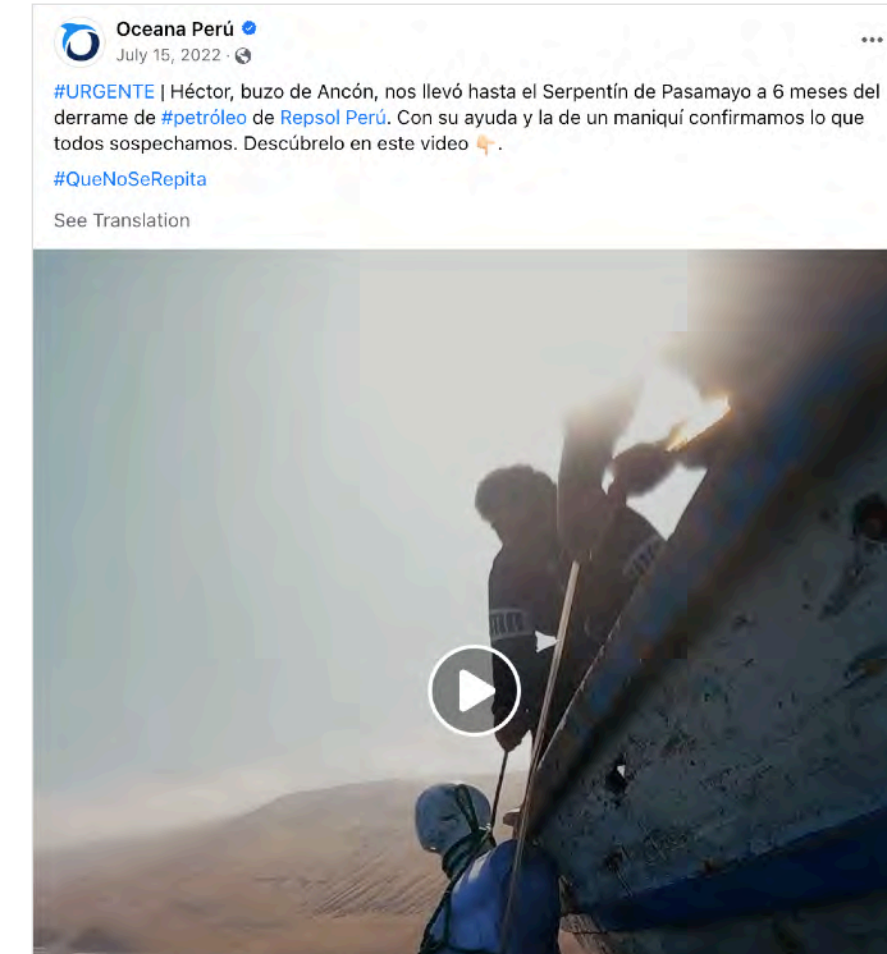 Oceana Perú
July 15, 2022 ·
#URGENTE | Héctor, buzo de Ancón, nos llevó hasta el Serpentín de Pasamayo a 6 meses del
derrame de #petróleo de Repsol Perú. Con su ayuda y la de un maniquí confirmamos lo que
todos sospechamos. Descúbrelo en este video 👇🏻.
#QueNoSeRepita
See Translation